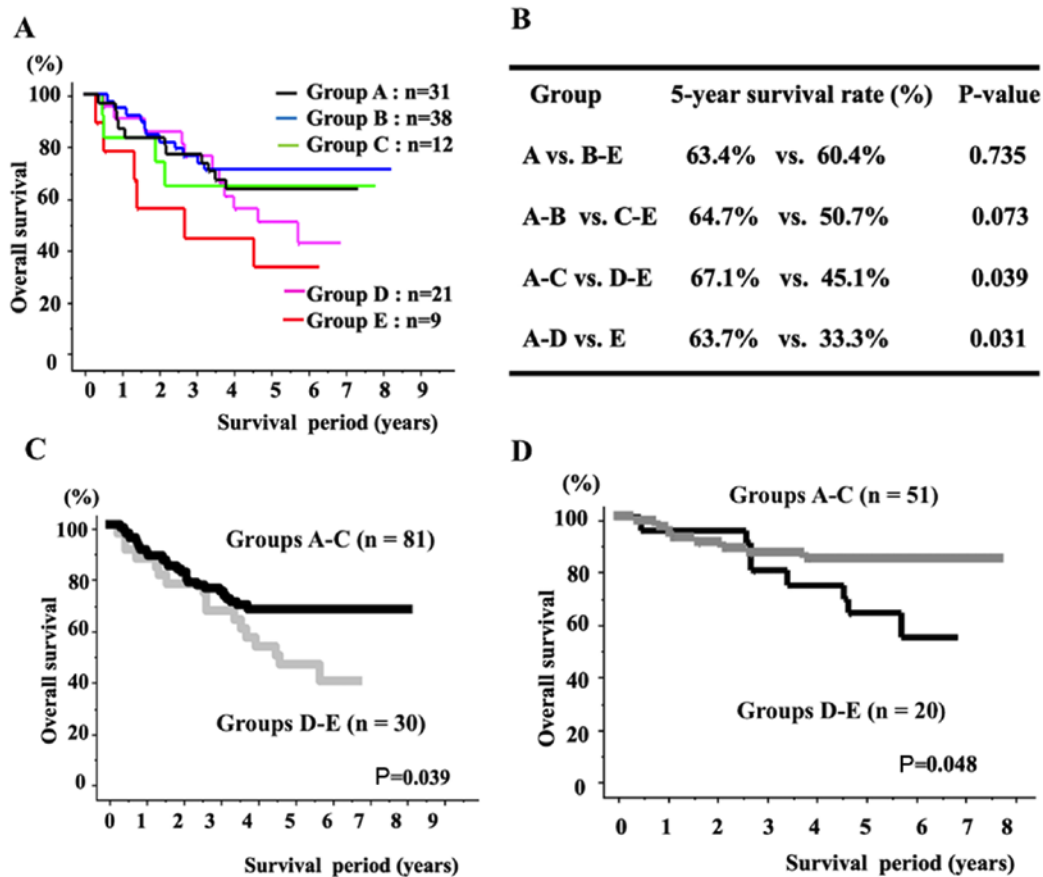 A
(%)
100
80
60
40
20
0
Overall survival
Group A : n=31
Group B : n=38
Group C : n=12
Group D : n=21
Group E : n=9
0 1 2 3 4 5 6 7 8 9
Survival period (years)
B
Group 5-year survival rate (%) P-value
A vs. B-E 63.4% vs. 60.4% 0.735
A-B vs. C-E 64.7% vs. 50.7% 0.073
A-C vs. D-E 67.1% vs. 45.1% 0.039
A-D vs. E 63.7% vs. 33.3% 0.031
C
(%)
100
80
60
40
20
0
Overall survival
Groups A-C (n = 81)
Groups D-E (n = 30)
P=0.039
0 1 2 3 4 5 6 7 8 9
Survival period (years)
D
(%)
100
80
60
40
20
0
Overall survival
Groups A-C (n = 51)
Groups D-E (n = 20)
P=0.048
0 1 2 3 4 5 6 7 8
Survival period (years)